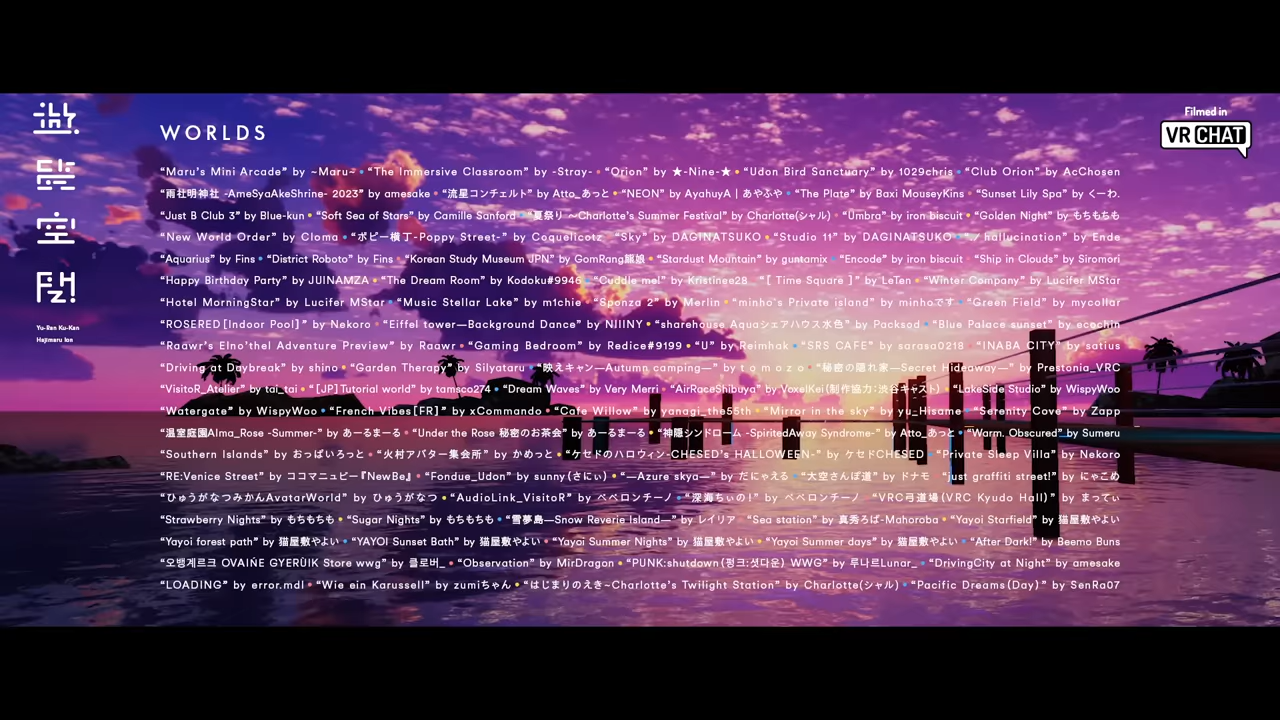 Filmed in
VRCHAT
Yu-Ran Ku-Kan
Hajimaru Ion
WORLDS
“Maru's Mini Arcade” by ~Maru~ • “The Immersive Classroom” by -Stray- • “Orion” by ★-Nine-★ • “Udon Bird Sanctuary” by 1029chris • “Club Orion” by AcChosen
“雨社明神社 -AmeSyaAkeShrine- 2023” by amesake • “流星コンチェルト” by Atto_あっと • “NEON” by AyahuyA | あやふや • “The Plate” by Baxi MouseyKins • “Sunset Lily Spa” by くーわ.
“Just B Club 3” by Blue-kun • “Soft Sea of Stars” by Camille Sanford • “夏祭り ～Charlotte's Summer Festival” by Charlotte(シャル) • “Umbra” by iron biscuit • “Golden Night” by もちもちも
“New World Order” by Cloma • “ポピー横丁-Poppy Street-” by Coquelicotz • “Sky” by DAGINATSUKO • “Studio 11” by DAGINATSUKO • “／ hallucination” by Ende
“Aquarius” by Fins • “District Roboto” by Fins • “Korean Study Museum JPN” by GomRang • “Stardust Mountain” by guntamix • “Encode” by iron biscuit • “Ship in Clouds” by Siromori
“Happy Birthday Party” by JUINAMZA • “The Dream Room” by Kodoku#9946 • “Cuddle me!” by Kristinee28 • “[ Time Square ]” by LeTen • “Winter Company” by Lucifer MStar
“Hotel MorningStar” by Lucifer MStar • “Music Stellar Lake” by m1chie • “Sponza 2” by Merlin • “minho's Private island” by minhoです • “Green Field” by mycollar
“ROSERED[Indoor Pool]” by Nekoro • “Eiffel tower—Background Dance” by NIINY • “sharehouse Aquaシェアハウス水色” by Packsod • “Blue Palace sunset” by ecochin
“Raawr's Elno'thel Adventure Preview” by Raawr • “Gaming Bedroom” by Redice#9199 • “U” by Reimhak • “SRS CAFE” by sarasa0218 • “INABA CITY” by satius
“Driving at Daybreak” by shino • “Garden Therapy” by Silyataru • “映えキャン—Autumn camping—” by t o m o z o • “秘密の隠れ家—Secret Hideaway—” by Prestonia_VRC
“VisitoR_Atelier” by tai_tai • “[JP]Tutorial world” by tamsco274 • “Dream Waves” by Very Merri • “AirRaceShibuya” by VoxelKei(制作協力:渋谷キャスト) • “LakeSide Studio” by WispyWoo
“Watergate” by WispyWoo • “French Vibes[FR]” by xCommando • “Cafe Willow” by yanagi_the56th • “Mirror in the sky” by yu_Hisame • “Serenity Cove” by Zapp
“温室庭園Alma_Rose -Summer-” by あーるまーる • “Under the Rose 秘密のお茶会” by あーるまーる • “神隠シンドローム -SpiritedAway Syndrome-” by Atto_あっと • “Warm. Obscured” by Sumeru
“Southern Islands” by おっぱいろっと • “火村アバター集会所” by かめっと • “ケセドのハロウィン-CHESED's HALLOWEEN-” by ケセドCHESED • “Private Sleep Villa” by Nekoro
“RE:Venice Street” by ココマニュピー『NewBe』 • “Fondue_Udon” by sunny(さにぃ) • “—Azure skya—” by だにゃえる • “大空さんぽ道” by ドナモ • “just graffiti street!” by にゃこめ
“ひゅうがなつみかんAvatarWorld” by ひゅうがなつ • “AudioLink_VisitoR” by ペペロンチーノ • “深海ちぃの!” by ペペロンチーノ • “VRC弓道場(VRC Kyudo Hall)” by まってぃ
“Strawberry Nights” by もちもちも • “Sugar Nights” by もちもちも • “雪夢島—Snow Reverie Island—” by レイリア • “Sea station” by 真秀ろば-Mahoroba • “Yayoi Starfield” by 猫屋敷やよい
“Yayoi forest path” by 猫屋敷やよい • “YAYOI Sunset Bath” by 猫屋敷やよい • “Yayoi Summer Nights” by 猫屋敷やよい • “Yayoi Summer days” by 猫屋敷やよい • “After Dark!” by Beemo Buns
“오뱅계르크 OVAIŃE GYERÙIK Store wwg” by 클로버_ • “Observation” by MirDragon • “PUNK:shutdown(펑크:셧다운) WWG” by 루나르Lunar_ • “DrivingCity at Night” by amesake
“LOADING” by error.mdl • “Wie ein Karussell” by zumiちゃん • “はじまりのえき~Charlotte's Twilight Station” by Charlotte(シャル) • “Pacific Dreams(Day)” by SenRa07